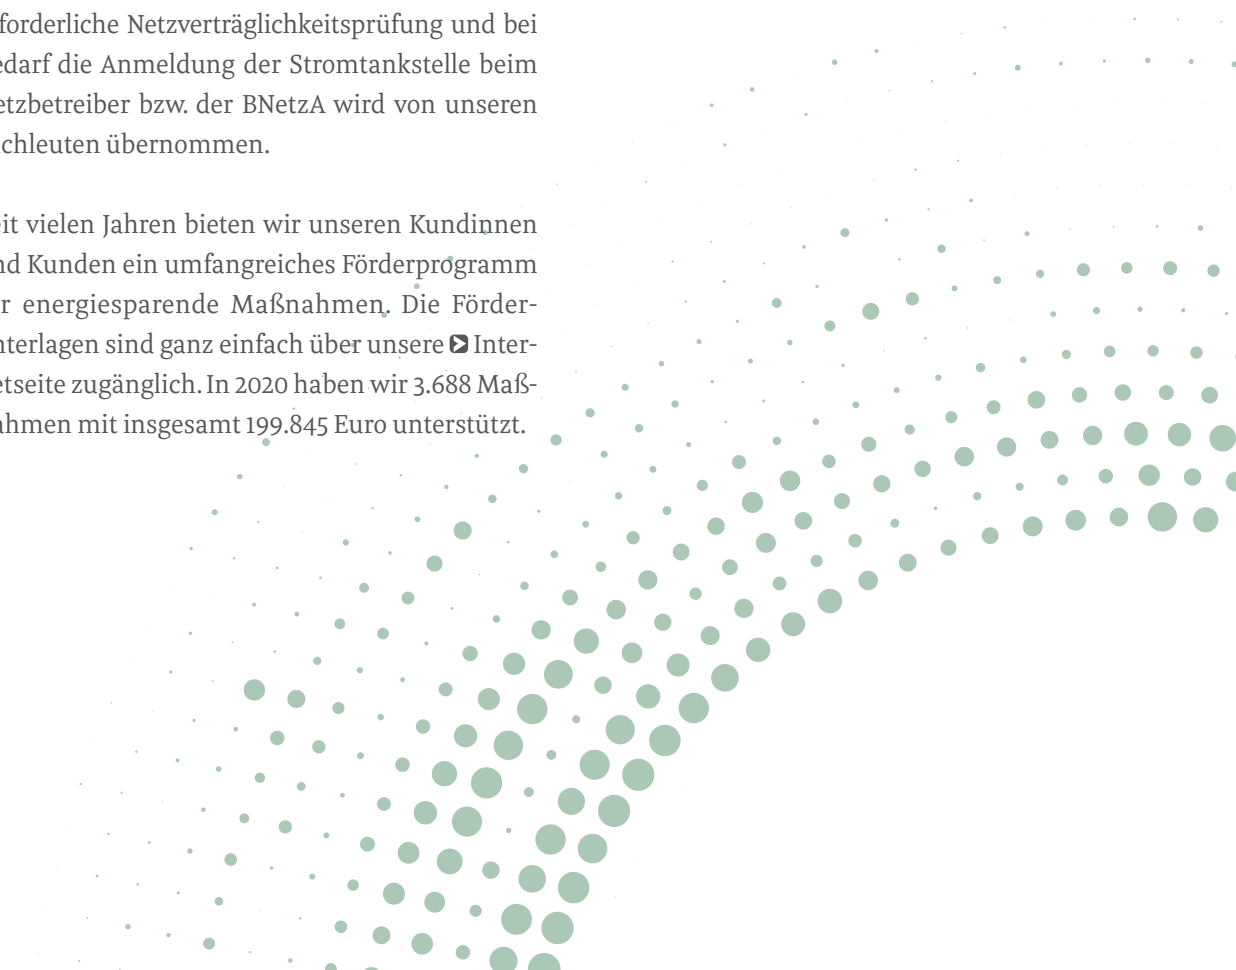 forderliche Netzverträglichkeitsprüfung und bei
edarf die Anmeldung der Stromtankstelle beim
etzbetreiber bzw. der BNetzA wird von unseren
chleuten übernommen.
eit vielen Jahren bieten wir unseren Kundinnen
nd Kunden ein umfangreiches Förderprogramm
r energiesparende Maßnahmen. Die Förder-
nterlagen sind ganz einfach über unsere Inter-
etseite zugänglich. In 2020 haben wir 3.688 Maß-
ahmen mit insgesamt 199.845 Euro unterstützt.